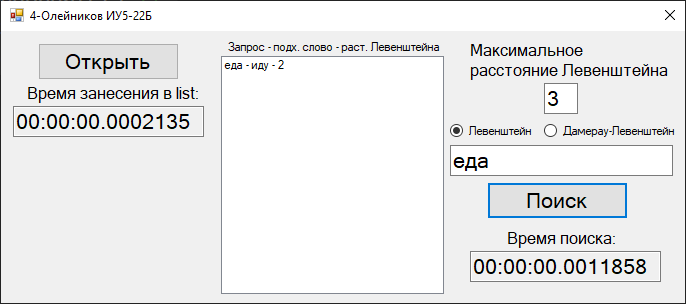 4-Олейников ИУ5-22Б
Открыть
Время занесения в list:
00:00:00.0002135
Запрос - подх. слово - раст. Левенштейна
еда - иду - 2
Максимальное
расстояние Левенштейна
3
Левенштейн
Дамерау-Левенштейн
еда
Поиск
Время поиска:
00:00:00.0011858